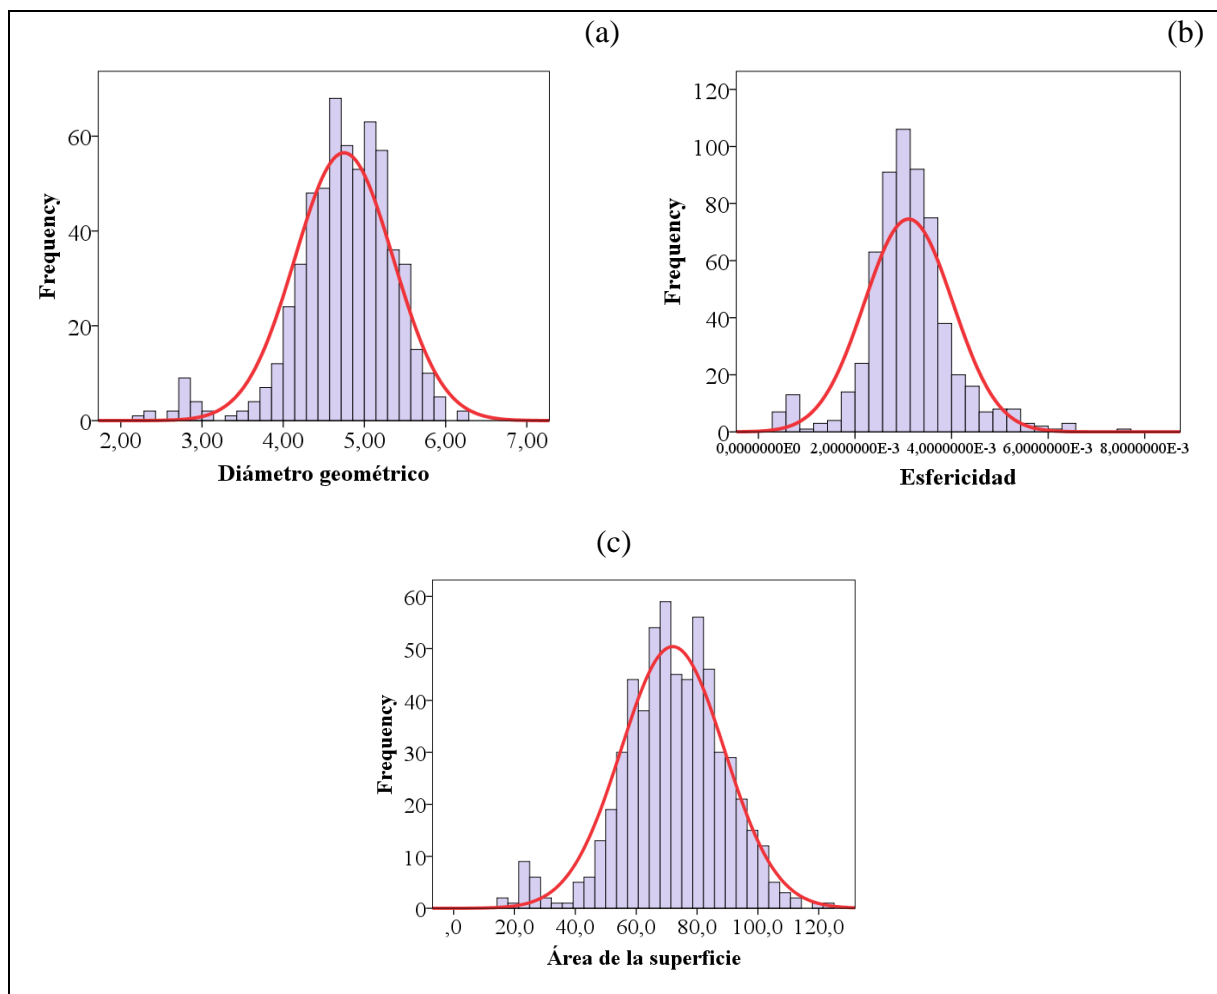 (a)
(b)
60
40
20
0
Frequency
2,00 3,00 4,00 5,00 6,00 7,00
Diámetro geométrico
120
100
80
60
40
20
0
Frequency
0,0000000E0 2,0000000E-3 4,0000000E-3 6,0000000E-3 8,0000000E-3
Esfericidad
(c)
60
50
40
30
20
10
0
Frequency
,0 20,0 40,0 60,0 80,0 100,0 120,0
Área de la superficie